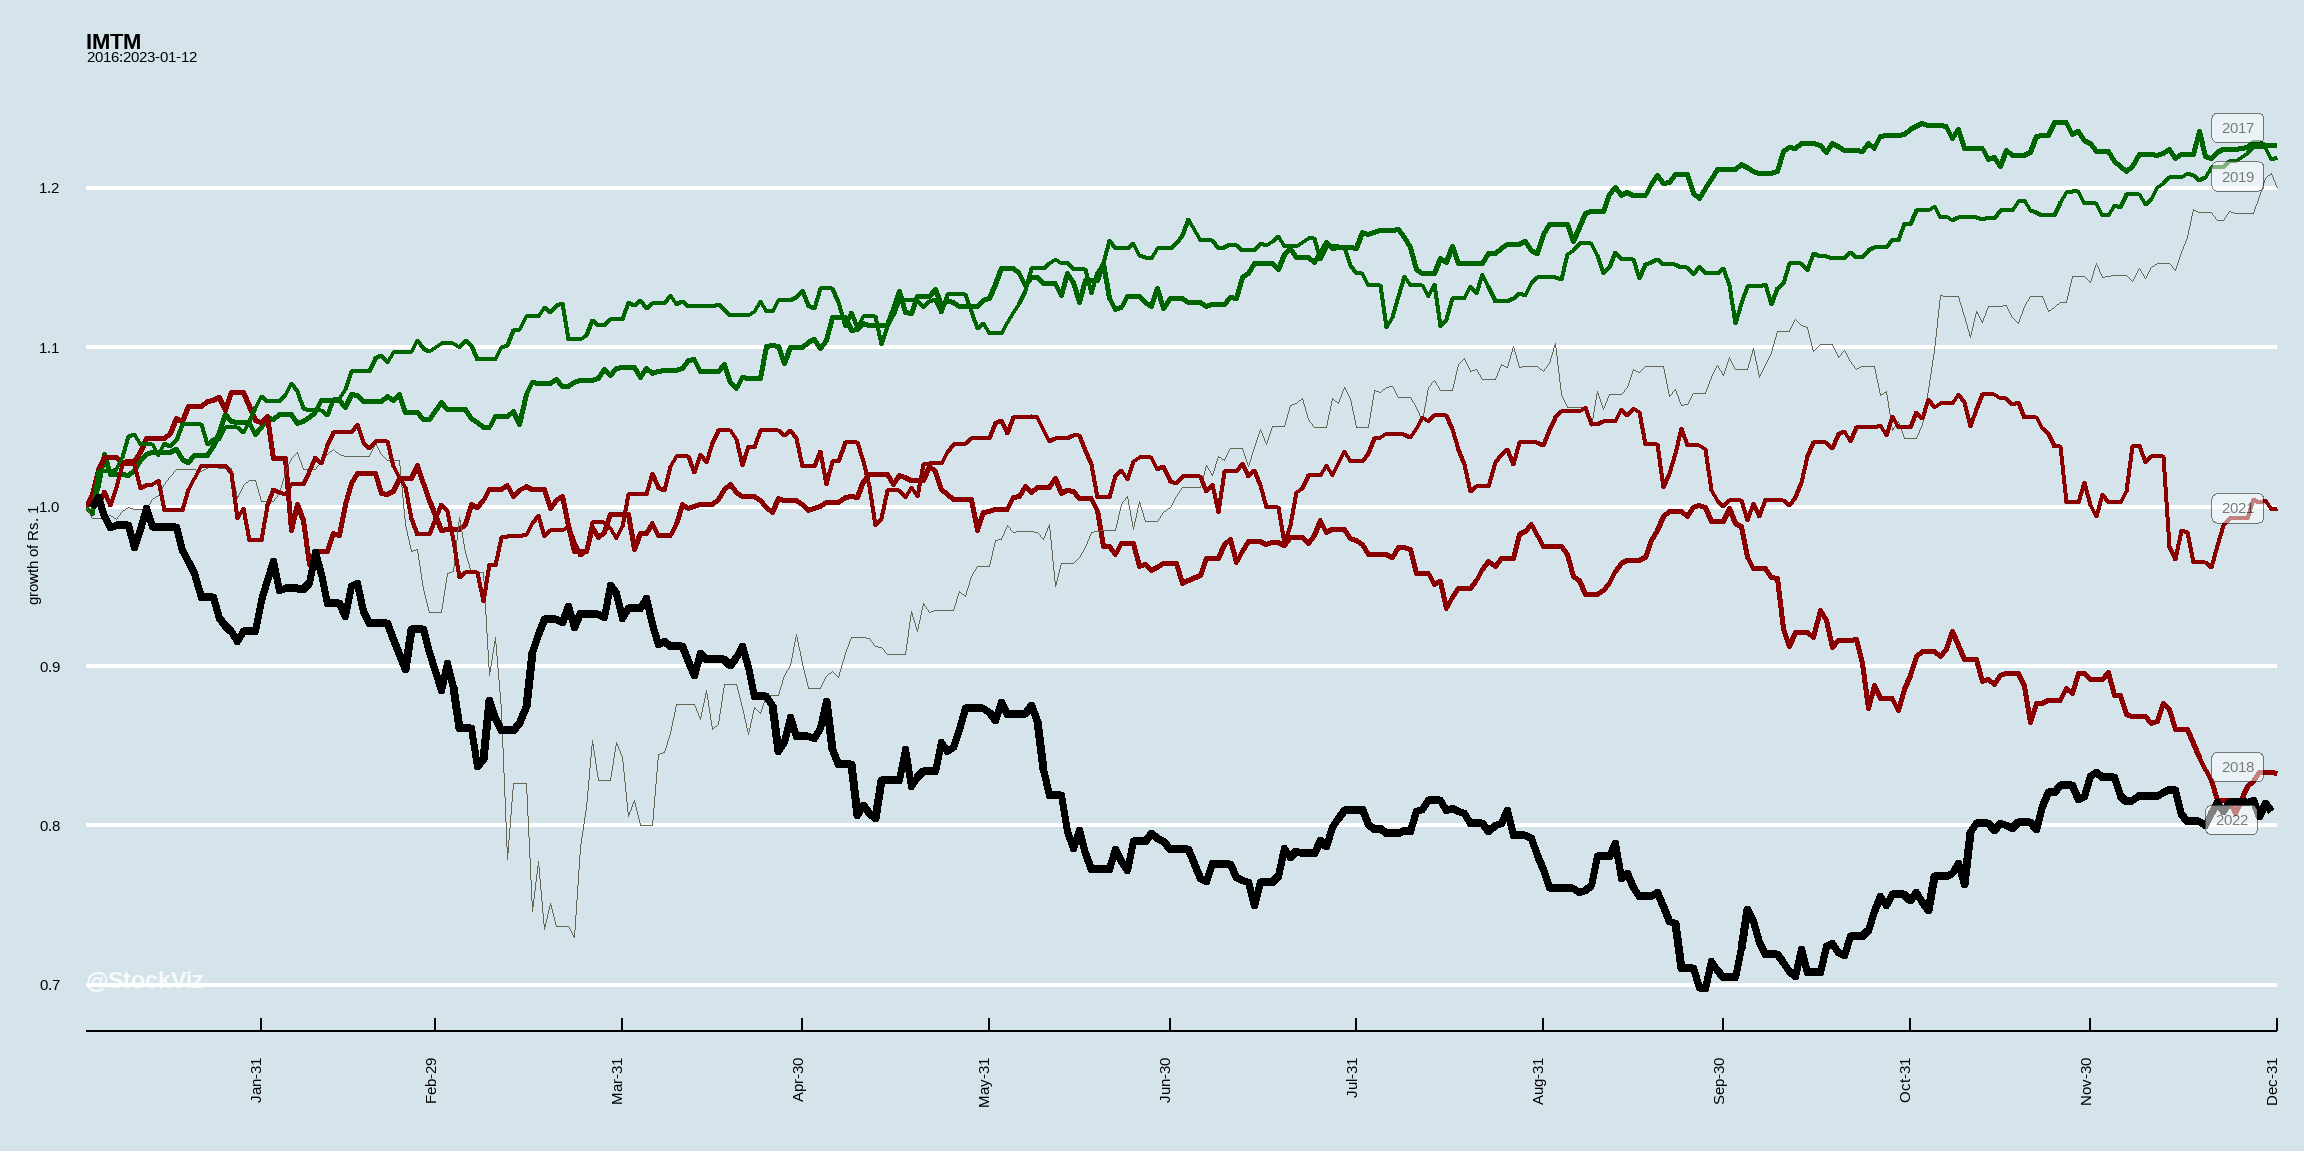 IMTM
2016:2023-01-12
2017
1.2
2019
1.1
1.0
2021
growth of Rs. 1
0.9
2018
0.8
2022
@StockViz
0.7
Jan-31
Feb-29
Mar-31
Apr-30
May-31
Jun-30
Jul-31
Aug-31
Sep-30
Oct-31
Nov-30
Dec-31